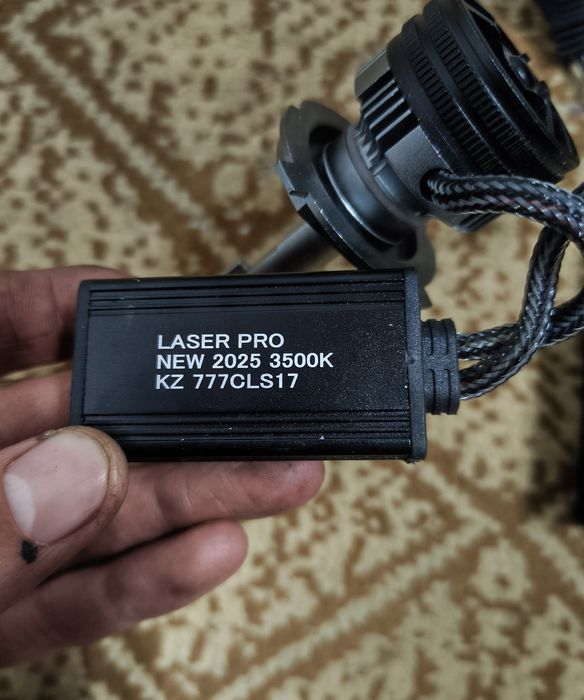 LASER PRO
NEW 2025 3500K
KZ 777CLS17